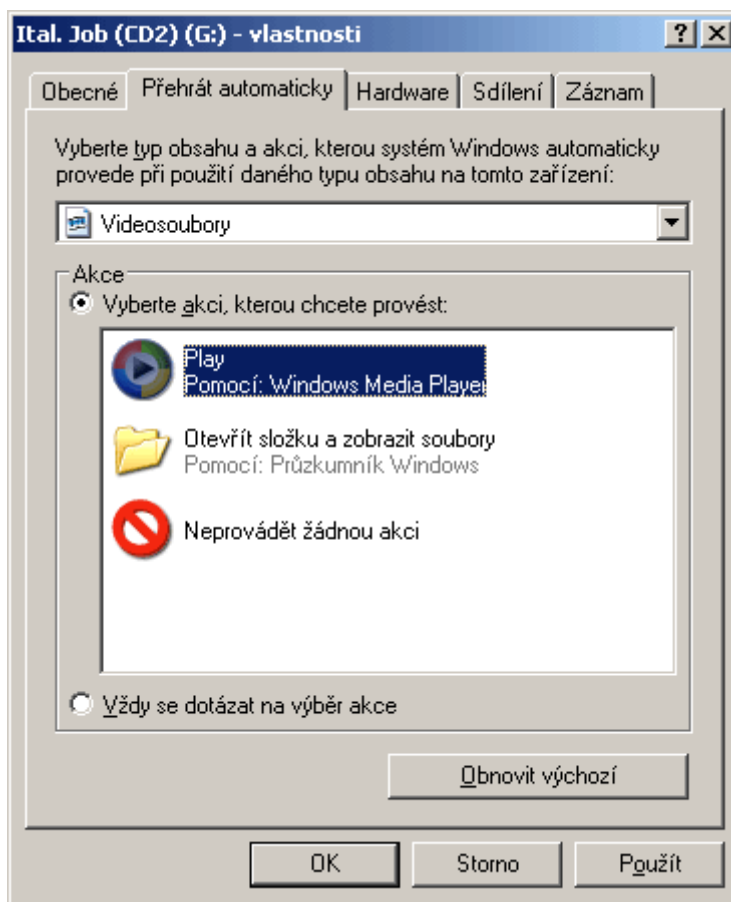 Ital. Job (CD2) (G:) - vlastnosti
Obecné Přehrát automaticky Hardware Sdílení Záznam
Vyberte typ obsahu a akci, kterou systém Windows automaticky
provede při použití daného typu obsahu na tomto zařízení:
Videosoubory
Akce
Vyberte akci, kterou chcete provést:
Play
Pomocí: Windows Media Player
Otevřít složku a zobrazit soubory
Pomocí: Průzkumník Windows
Neprovádět žádnou akci
Vždy se dotázat na výběr akce
Obnovit výchozí
OK Storno Použít